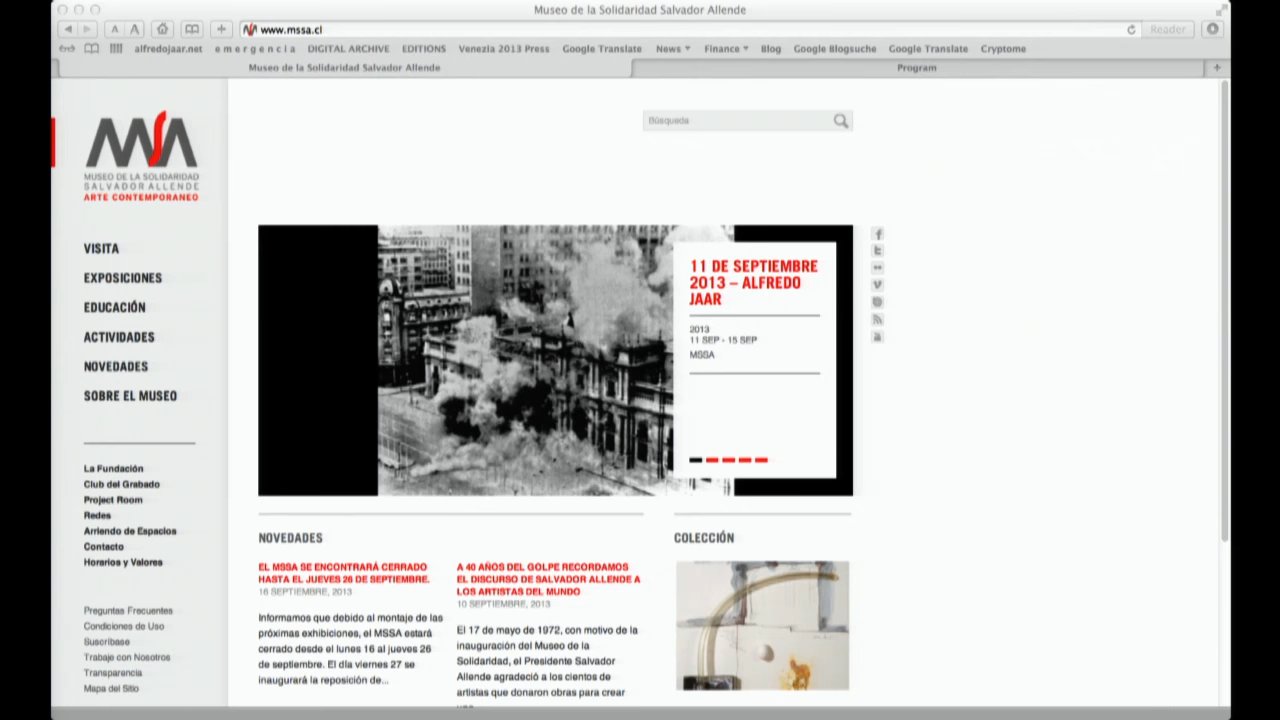 Museo de la Solidaridad Salvador Allende
A A + www.mssa.cl Reader
alfredojaar.net e m e r g e n c i a DIGITAL ARCHIVE EDITIONS Venezia 2013 Press Google Translate News Finance Blog Google Blogsuche Google Translate Cryptome
Museo de la Solidaridad Salvador Allende Program +
Búsqueda
MSSA
MUSEO DE LA SOLIDARIDAD
SALVADOR ALLENDE
ARTE CONTEMPORANEO
VISITA
EXPOSICIONES
EDUCACIÓN
ACTIVIDADES
NOVEDADES
SOBRE EL MUSEO
La Fundación
Club del Grabado
Project Room
Redes
Arriendo de Espacios
Contacto
Horarios y Valores
Preguntas Frecuentes
Condiciones de Uso
Suscríbase
Trabaje con Nosotros
Transparencia
Mapa del Sitio
11 DE SEPTIEMBRE
2013 – ALFREDO
JAAR
2013
11 SEP - 15 SEP
MSSA
NOVEDADES
EL MSSA SE ENCONTRARÁ CERRADO
HASTA EL JUEVES 26 DE SEPTIEMBRE.
16 SEPTIEMBRE, 2013
Informamos que debido al montaje de las
próximas exhibiciones, el MSSA estará
cerrado desde el lunes 16 al jueves 26
de septiembre. El día viernes 27 se
inaugurará la reposición de...
A 40 AÑOS DEL GOLPE RECORDAMOS
EL DISCURSO DE SALVADOR ALLENDE A
LOS ARTISTAS DEL MUNDO
10 SEPTIEMBRE, 2013
El 17 de mayo de 1972, con motivo de la
inauguración del Museo de la
Solidaridad, el Presidente Salvador
Allende agradeció a los cientos de
artistas que donaron obras para crear
COLECCIÓN